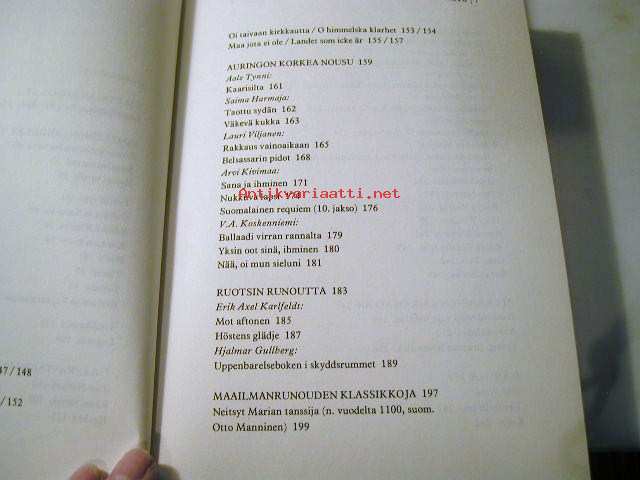 Oi taivaan kirkkautta / O himmelska klarhet 153 / 154
Maa jota ei ole / Landet som icke är 155 / 157
AURINGON KORKEA NOUSU 159
Aale Tynni:
Kaarisilta 161
Saima Harmaja:
Taottu sydän 162
Väkevä kukka 163
Lauri Viljanen:
Rakkaus vainoaikaan 165
Belsassarin pidot 168
Arvi Kivimaa:
Sana ja ihminen 171
Antikvariaatti.net
Nukkuva lapsi
Suomalainen requiem (10. jakso) 176
V.A. Koskenniemi:
Ballaadi virran rannalta 179
Yksin oot sinä, ihminen 180
Nää, oi mun sieluni 181
RUOTSIN RUNOUTTA 183
Erik Axel Karlfeldt:
Mot aftonen 185
Höstens glädje 187
Hjalmar Gullberg:
Uppenbarelseboken i skyddsrummet 189
MAAILMANRUNOUDEN KLASSIKKOJA 197
Neitsyt Marian tanssija (n. vuodelta 1100, suom.
Otto Manninen) 199
47/148
/152